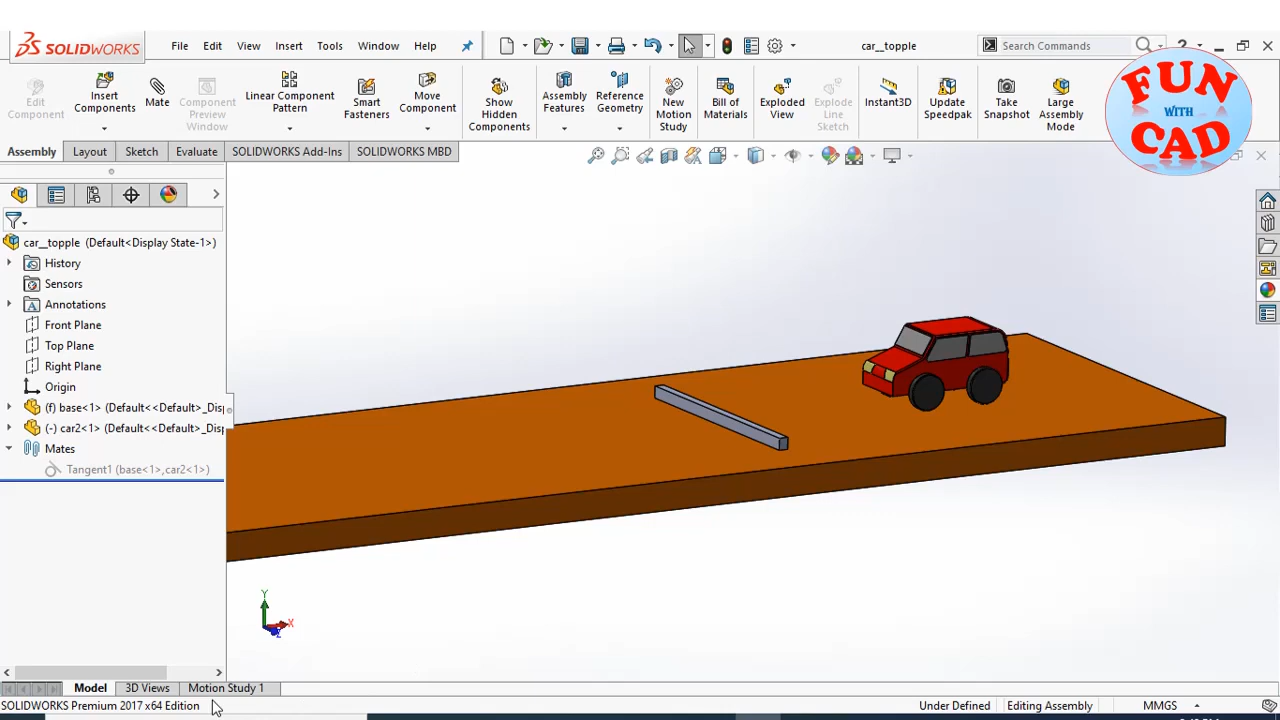 SOLIDWORKS
File Edit View Insert Tools Window Help
car__topple
Search Commands
Edit Component
Insert Components
Mate
Component Preview Window
Linear Component Pattern
Smart Fasteners
Move Component
Show Hidden Components
Assembly Features
Reference Geometry
New Motion Study
Bill of Materials
Exploded View
Explode Line Sketch
Instant3D
Update Speedpak
Take Snapshot
Large Assembly Mode
FUN
WITH
CAD
Assembly Layout Sketch Evaluate SOLIDWORKS Add-Ins SOLIDWORKS MBD
car__topple (Default<Display State-1>)
History
Sensors
Annotations
Front Plane
Top Plane
Right Plane
Origin
(f) base<1> (Default<<Default>_Disp
(-) car2<1> (Default<<Default>_Disp
Mates
Tangent1 (base<1>,car2<1>)
Y
X
Z
Model 3D Views Motion Study 1
SOLIDWORKS Premium 2017 x64 Edition
Under Defined
Editing Assembly
MMGS